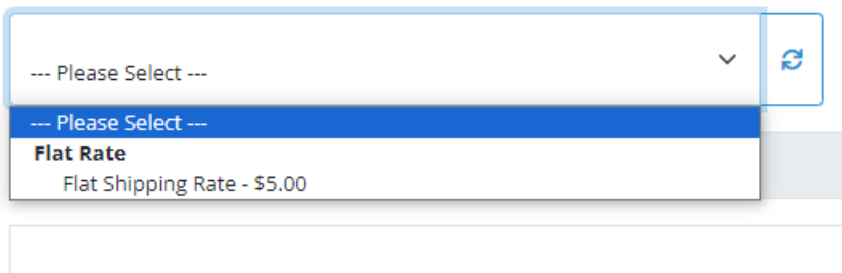 --- Please Select ---
--- Please Select ---
Flat Rate
Flat Shipping Rate - $5.00